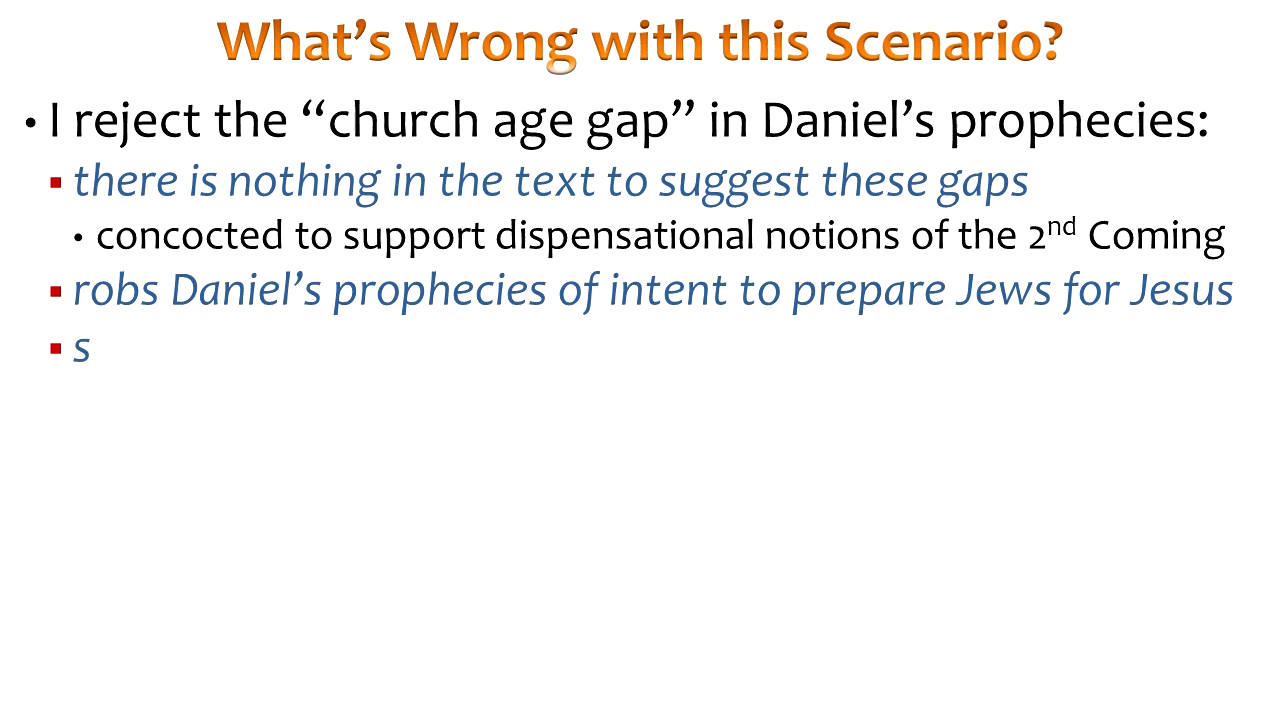 What’s Wrong with this Scenario?
• I reject the “church age gap” in Daniel’s prophecies:
▪ there is nothing in the text to suggest these gaps
• concocted to support dispensational notions of the 2nd Coming
▪ robs Daniel’s prophecies of intent to prepare Jews for Jesus
▪ s